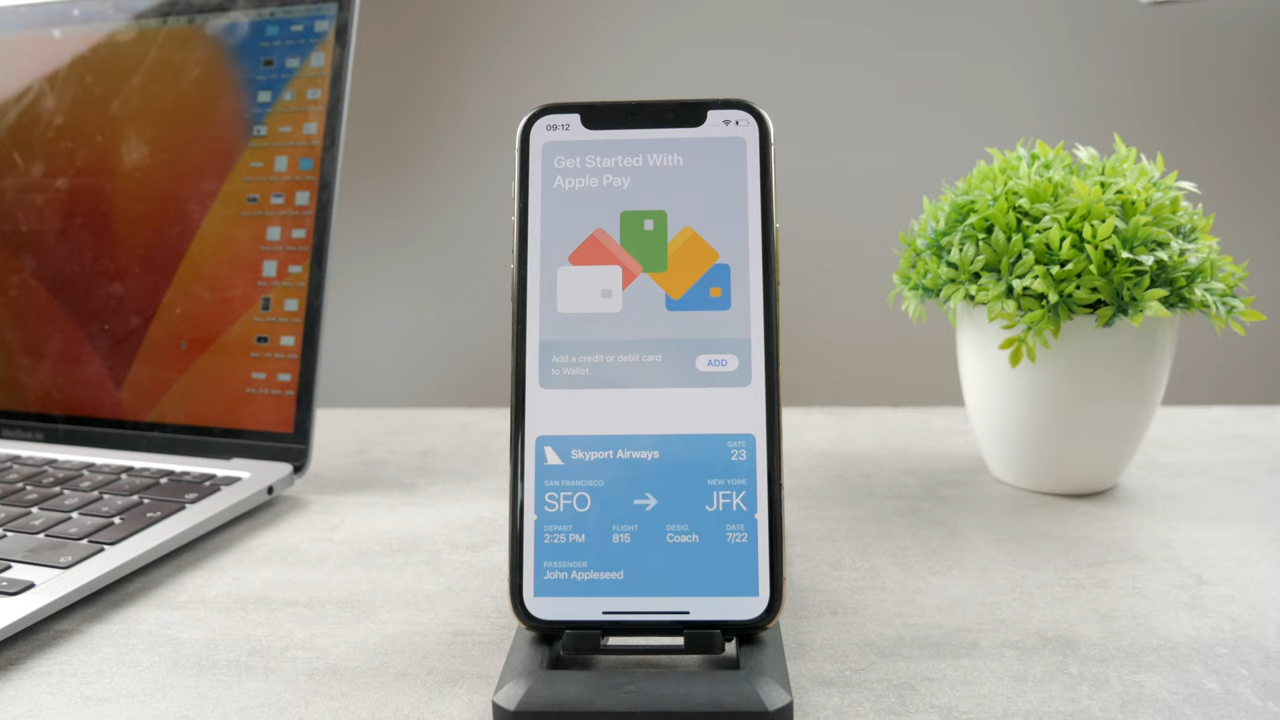 09:12
Get Started With
Apple Pay
Add a credit or debit card
to Wallet.
ADD
Skyport Airways
GATE
23
SAN FRANCISCO
NEW YORK
SFO
JFK
DEPART
FLIGHT
DESIG.
DATE
2:25 PM
815
Coach
7/22
PASSENGER
John Appleseed